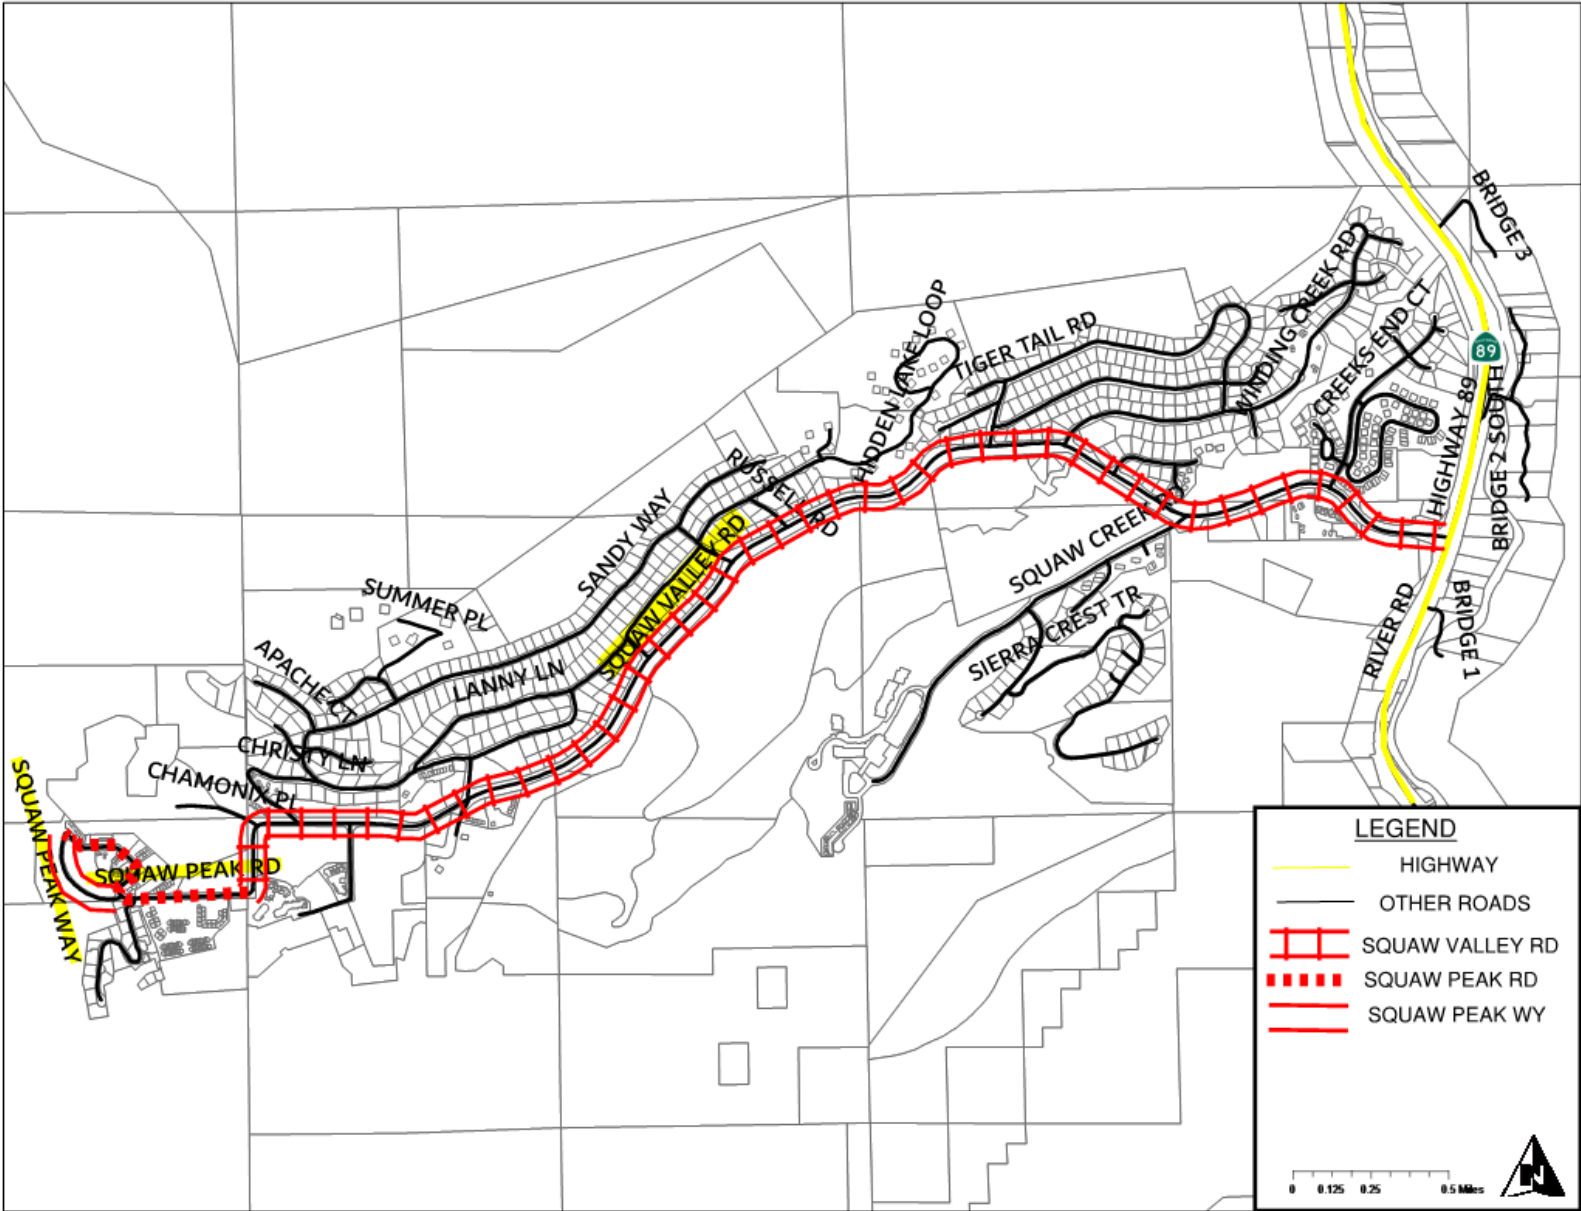 BRIDGE 3
WINDING CREEK RD
CREEKS END CT
HIDDEN LAKE LOOP
TIGER TAIL RD
89
HIGHWAY 89
BRIDGE 2 SOUTH
RUSSELL RD
SANDY WAY
SQUAW VALLEY RD
SQUAW CREEK
SUMMER PL
SIERRA CREST TR
RIVER RD
BRIDGE 1
APACHE CT
LANNY LN
CHRISTY LN
CHAMONIX Pl
SQUAW PEAK WAY
SQUAW PEAK RD
LEGEND
HIGHWAY
OTHER ROADS
SQUAW VALLEY RD
SQUAW PEAK RD
SQUAW PEAK WY
N
0 0.125 0.25 0.5 Miles